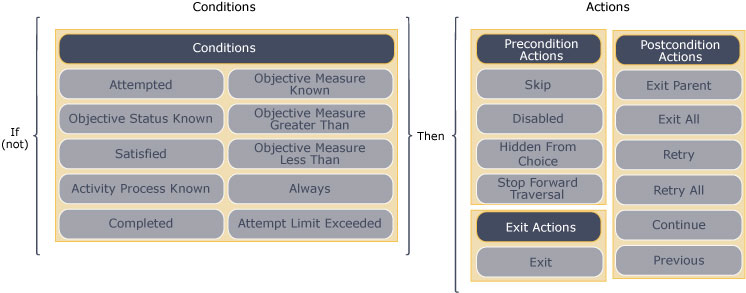 Conditions
Actions
If
(not)
Conditions
Attempted
Objective Measure
Known
Objective Status Known
Objective Measure
Greater Than
Satisfied
Objective Measure
Less Than
Activity Process Known
Always
Completed
Attempt Limit Exceeded
Then
Precondition
Actions
Skip
Disabled
Hidden From
Choice
Stop Forward
Traversal
Exit Actions
Exit
Postcondition
Actions
Exit Parent
Exit All
Retry
Retry All
Continue
Previous